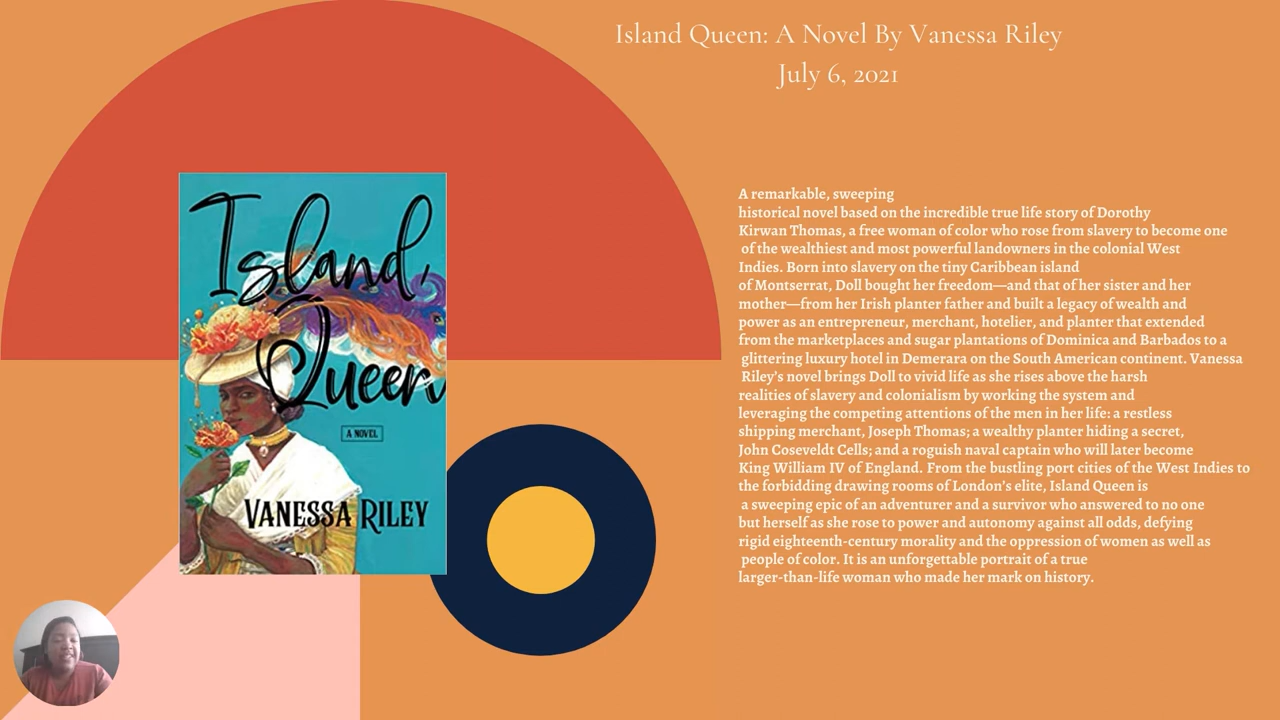 Island Queen: A Novel By Vanessa Riley
July 6, 2021
Island
Queen
A NOVEL
VANESSA RILEY
A remarkable, sweeping
historical novel based on the incredible true life story of Dorothy
Kirwan Thomas, a free woman of color who rose from slavery to become one
of the wealthiest and most powerful landowners in the colonial West
Indies. Born into slavery on the tiny Caribbean island
of Montserrat, Doll bought her freedom—and that of her sister and her
mother—from her Irish planter father and built a legacy of wealth and
power as an entrepreneur, merchant, hotelier, and planter that extended
from the marketplaces and sugar plantations of Dominica and Barbados to a
glittering luxury hotel in Demerara on the South American continent. Vanessa
Riley's novel brings Doll to vivid life as she rises above the harsh
realities of slavery and colonialism by working the system and
leveraging the competing attentions of the men in her life: a restless
shipping merchant, Joseph Thomas; a wealthy planter hiding a secret,
John Coseveldt Cells; and a roguish naval captain who will later become
King William IV of England. From the bustling port cities of the West Indies to
the forbidding drawing rooms of London's elite, Island Queen is
a sweeping epic of an adventurer and a survivor who answered to no one
but herself as she rose to power and autonomy against all odds, defying
rigid eighteenth-century morality and the oppression of women as well as
people of color. It is an unforgettable portrait of a true
larger-than-life woman who made her mark on history.